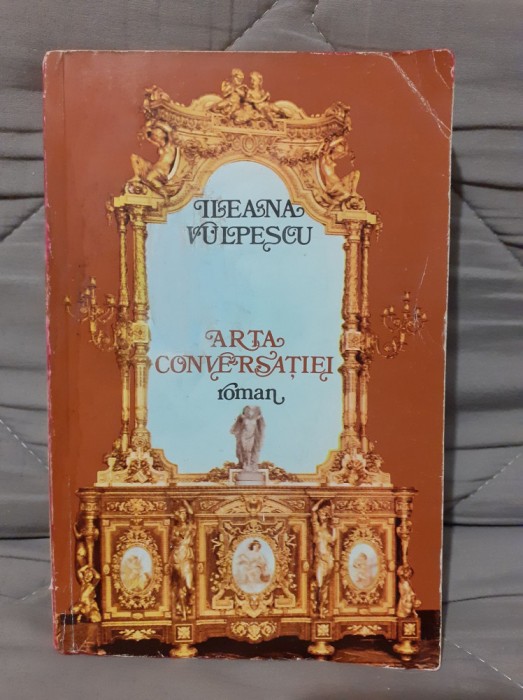 ILEANA
VULPESCU
ARTA
CONVERSAȚIEI
roman